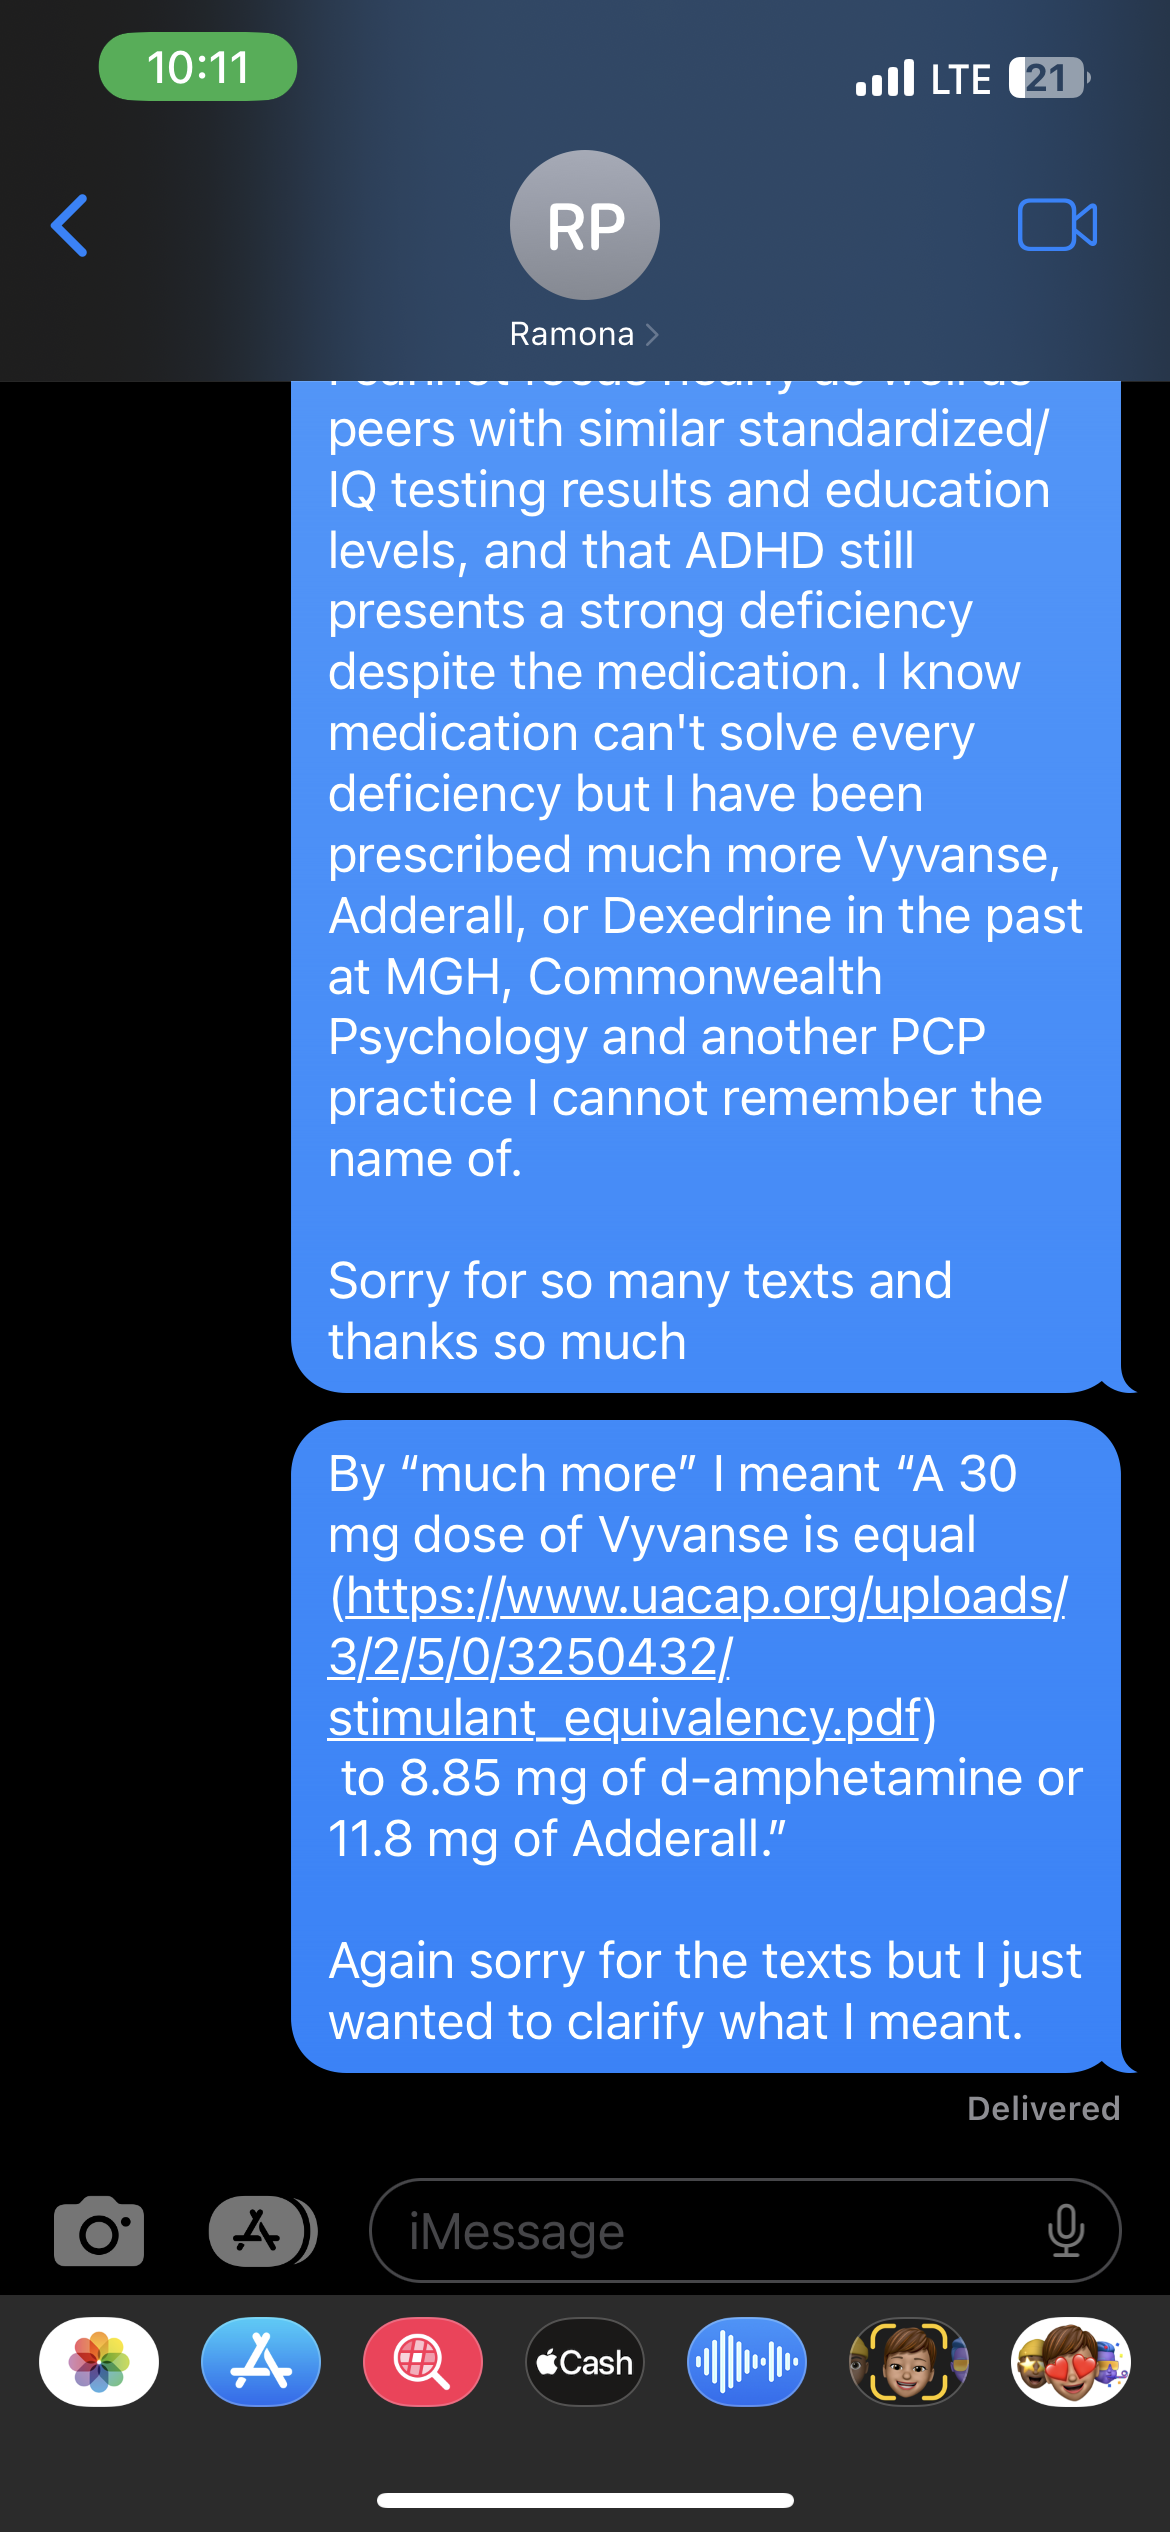 10:11
LTE 21
RP
Ramona
I cannot focus nearly as well as
peers with similar standardized/
IQ testing results and education
levels, and that ADHD still
presents a strong deficiency
despite the medication. I know
medication can't solve every
deficiency but I have been
prescribed much more Vyvanse,
Adderall, or Dexedrine in the past
at MGH, Commonwealth
Psychology and another PCP
practice I cannot remember the
name of.
Sorry for so many texts and
thanks so much
By “much more” I meant “A 30
mg dose of Vyvanse is equal
(https://www.uacap.org/uploads/
3/2/5/0/3250432/
stimulant_equivalency.pdf)
to 8.85 mg of d-amphetamine or
11.8 mg of Adderall.”
Again sorry for the texts but I just
wanted to clarify what I meant.
Delivered
iMessage
Cash